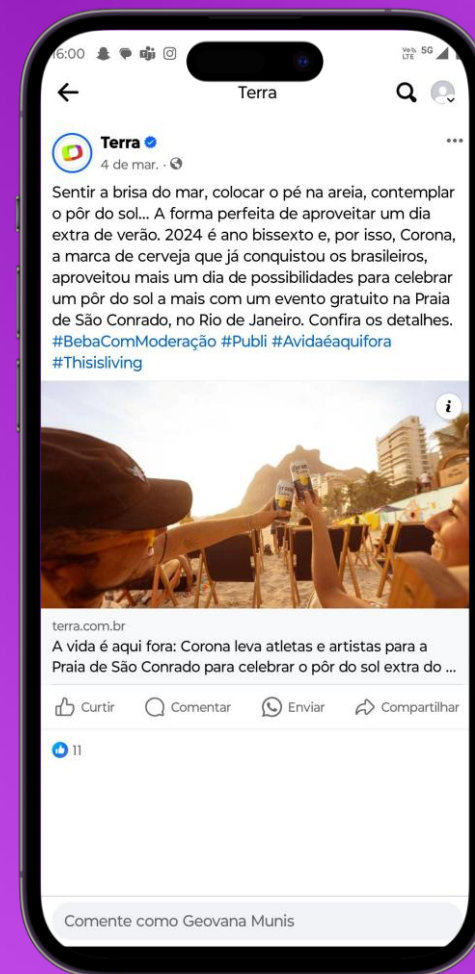 6:00
VoD LTE 5G
Terra
Terra
4 de mar. ·
Sentir a brisa do mar, colocar o pé na areia, contemplar
o pôr do sol... A forma perfeita de aproveitar um dia
extra de verão. 2024 é ano bissexto e, por isso, Corona,
a marca de cerveja que já conquistou os brasileiros,
aproveitou mais um dia de possibilidades para celebrar
um pôr do sol a mais com um evento gratuito na Praia
de São Conrado, no Rio de Janeiro. Confira os detalhes.
#BebaComModeração #Publi #Avidaéaquifora
#Thisisliving
i
terra.com.br
A vida é aqui fora: Corona leva atletas e artistas para a
Praia de São Conrado para celebrar o pôr do sol extra do ...
Curtir Comentar Enviar Compartilhar
11
Comente como Geovana Munis